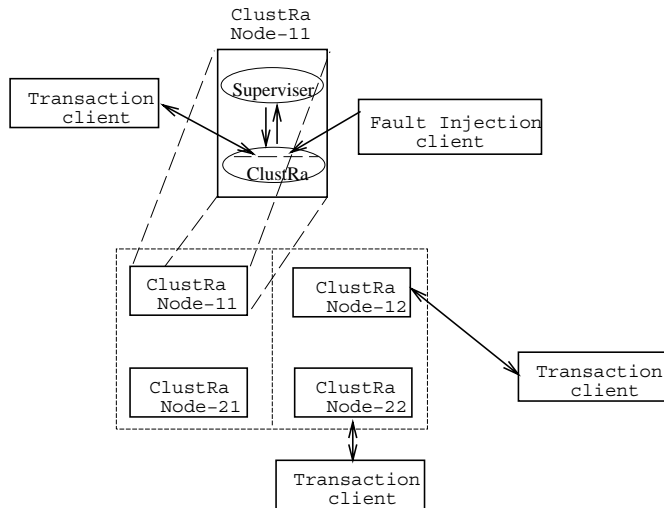 ClustRa
Node-11
Superviser
Transaction
client
Fault Injection
client
ClustRa
ClustRa
Node-11
ClustRa
Node-12
ClustRa
Node-21
ClustRa
Node-22
Transaction
client
Transaction
client